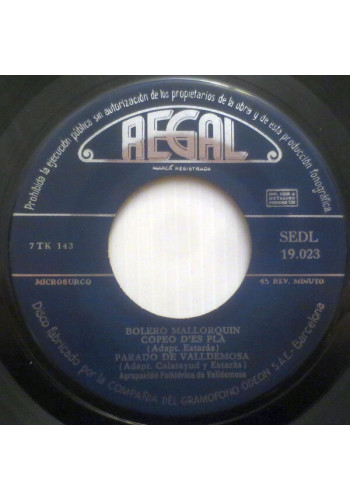 Prohibida la ejecución pública sin autorización de los propietarios de la obra y de esta producción fonográfica
REGAL
MARCA REGISTRADA
7TK 143
SEDL
19.023
MICROSURCO
45 REV. MINUTO
BOLERO MALLORQUIN
COPEO D'ES PLA
(Adapt. Estarás)
PARADO DE VALLDEMOSA
(Adapt. Calatayud y Estarás)
Agrupación Folklórica de Valldemosa
Disco fabricado por la COMPAÑIA DEL GRAMOFONO ODEON S.A.L.-Barcelona